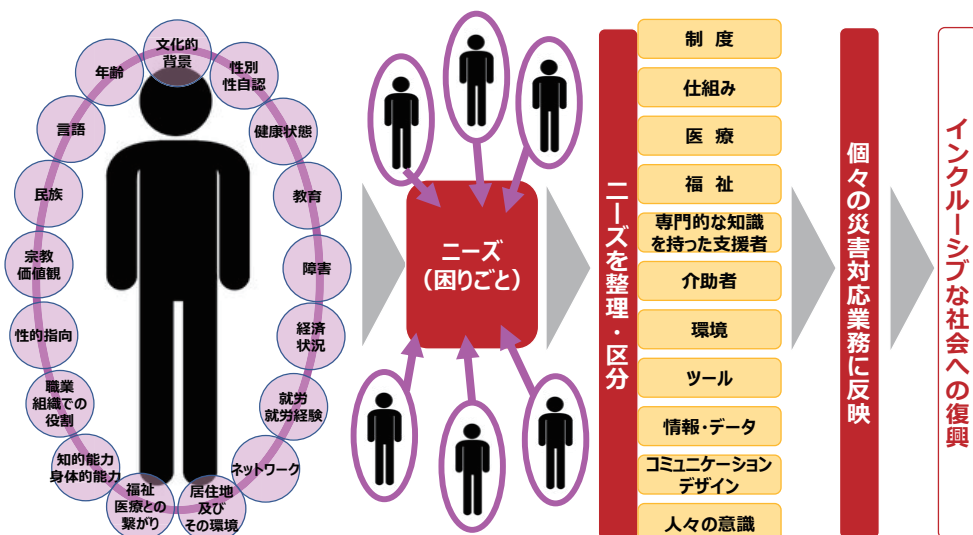 文化的
背景
年齢
性別
性自認
言語
健康状態
民族
教育
宗教
価値観
障害
性的指向
経済
状況
職業
組織での
役割
就労
就労経験
知的能力
身体的能力
ネットワーク
福祉
医療との
繋がり
居住地
及び
その環境
ニーズ
(困りごと)
ニーズを整理・区分
制 度
仕組み
医 療
福 祉
専門的な知識
を持った支援者
介助者
環境
ツール
情報・データ
コミュニケーション
デザイン
人々の意識
個々の災害対応業務に反映
インクルーシブな社会への復興